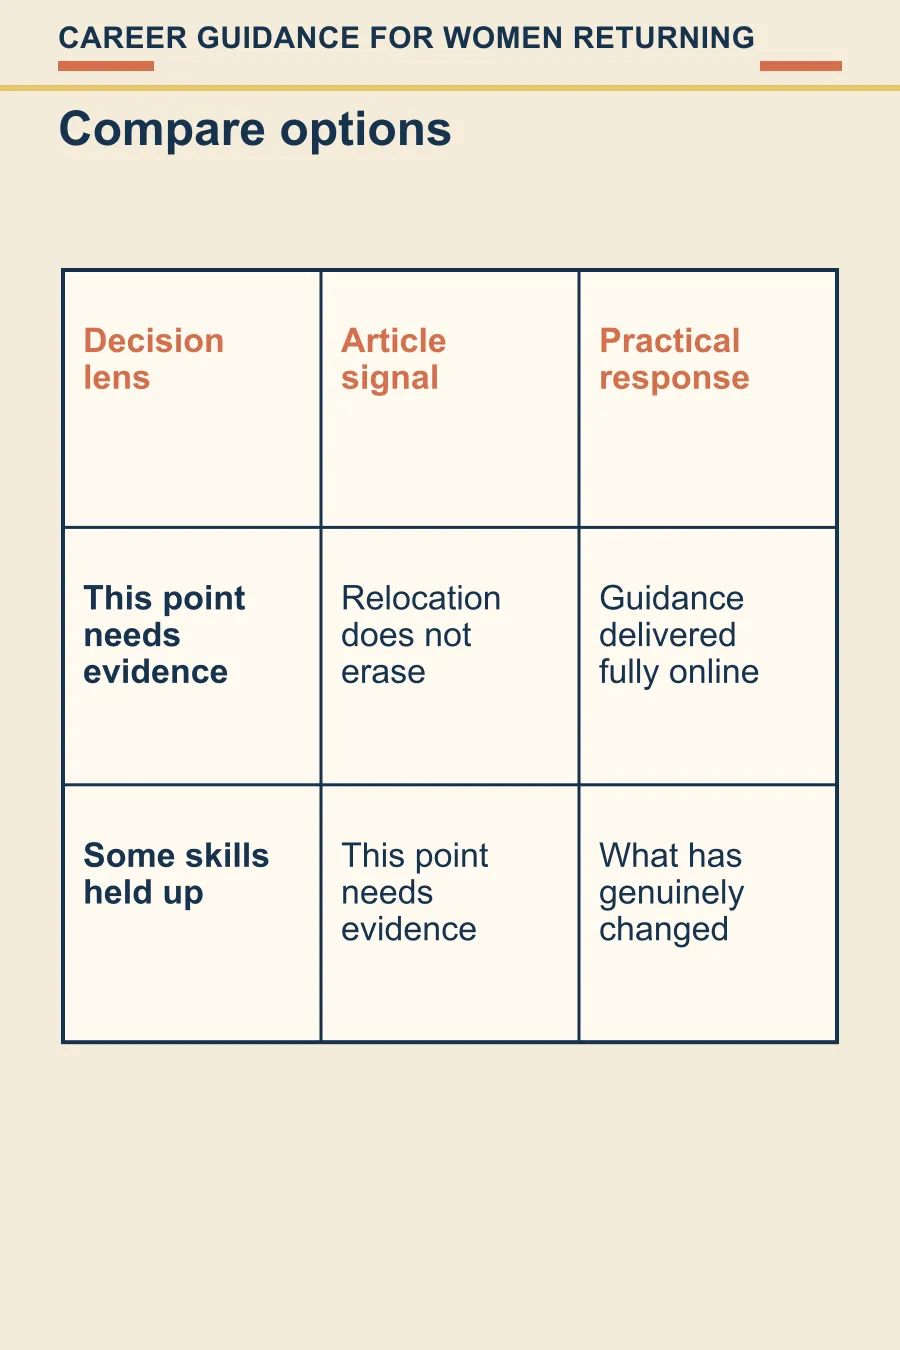 CAREER GUIDANCE FOR WOMEN RETURNING
Compare options
Decision
lens
Article
signal
Practical
response
This point
needs
evidence
Relocation
does not
erase
Guidance
delivered
fully online
Some skills
held up
This point
needs
evidence
What has
genuinely
changed